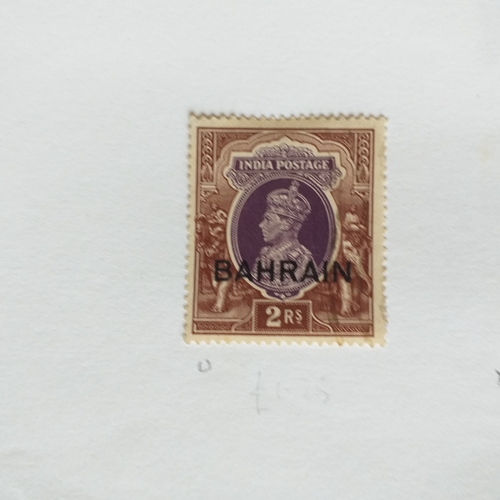 INDIA POSTAGE
BAHRAIN
2 RS